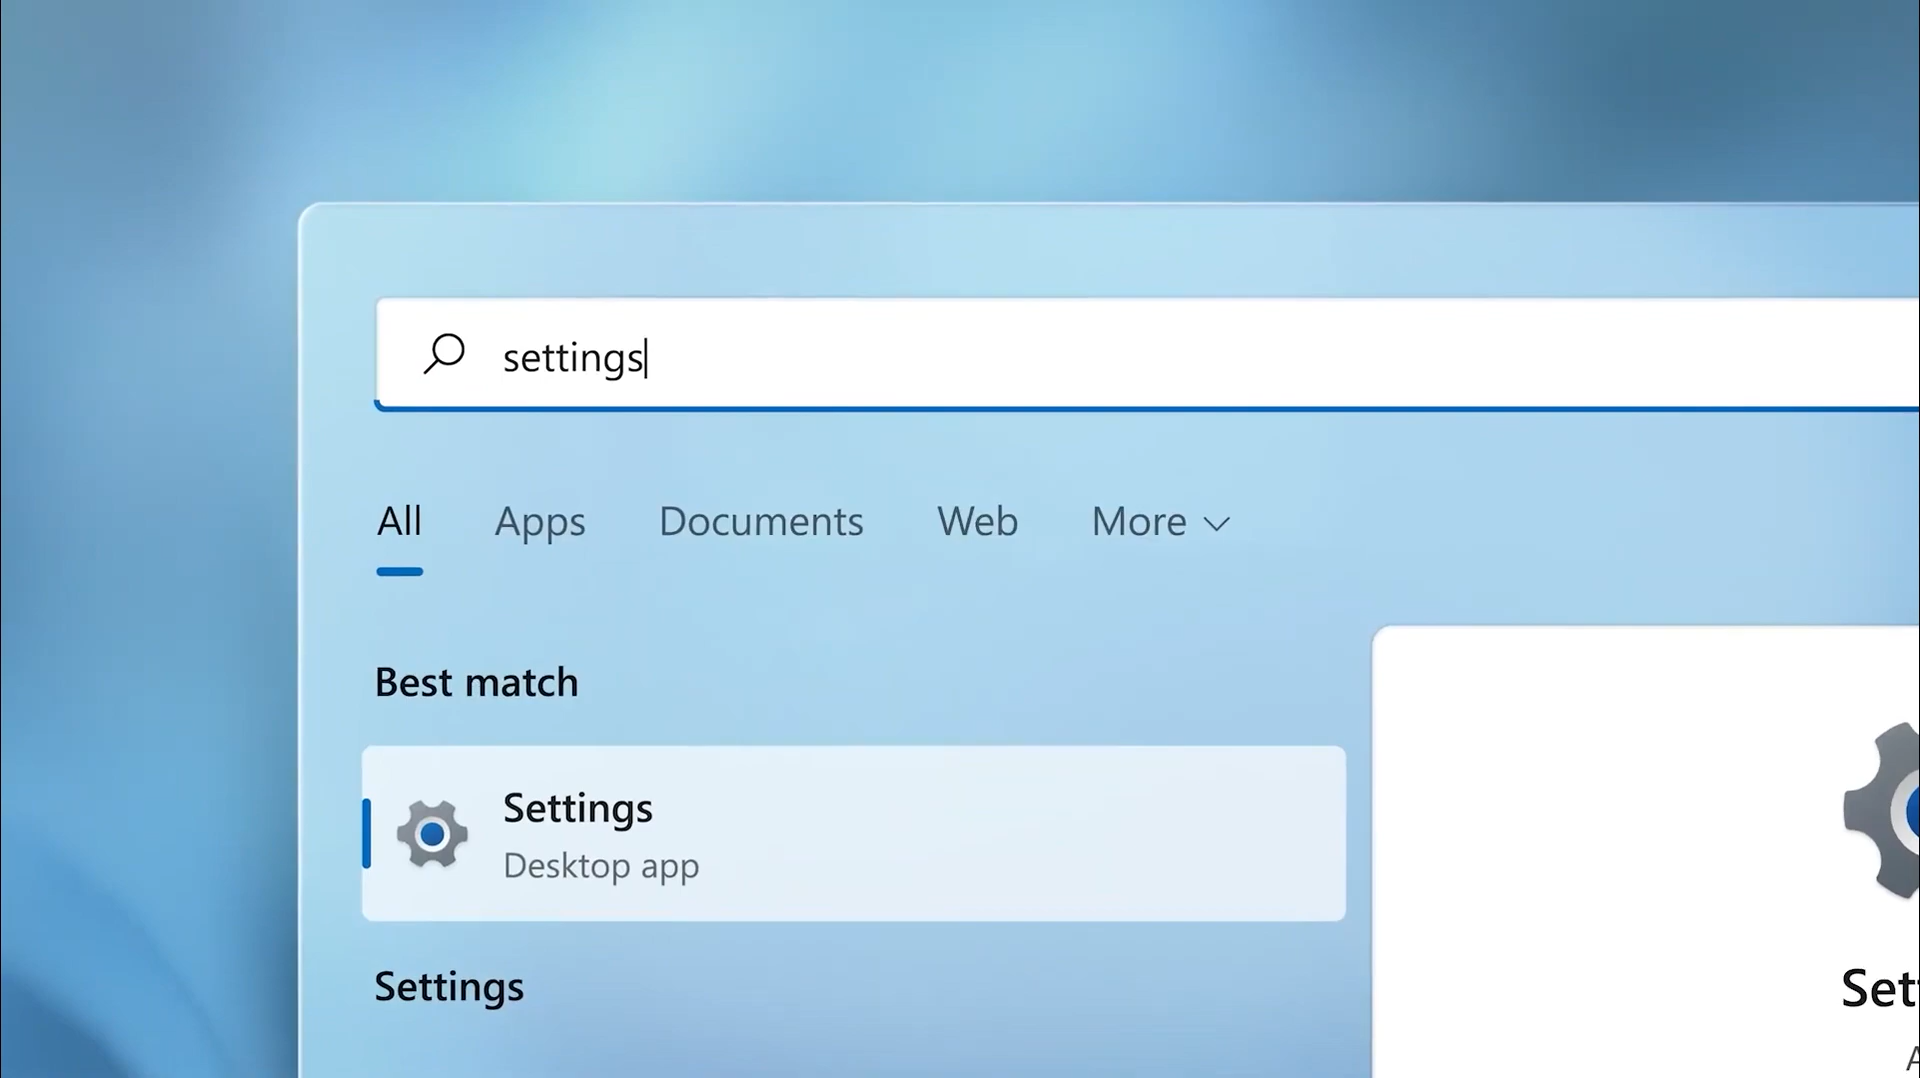 settings
All Apps Documents Web More
Best match
Settings
Desktop app
Settings